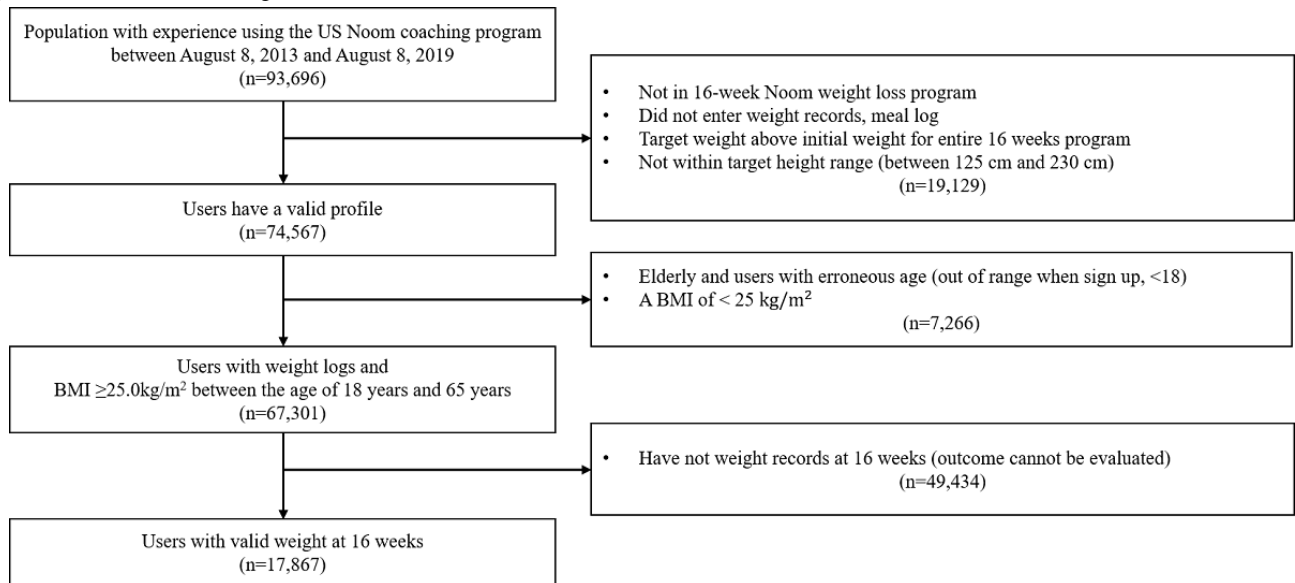 Population with experience using the US Noom coaching program
between August 8, 2013 and August 8, 2019
(n=93,696)
• Not in 16-week Noom weight loss program
• Did not enter weight records, meal log
• Target weight above initial weight for entire 16 weeks program
• Not within target height range (between 125 cm and 230 cm)
(n=19,129)
Users have a valid profile
(n=74,567)
• Elderly and users with erroneous age (out of range when sign up, <18)
• A BMI of < 25 kg/m²
(n=7,266)
Users with weight logs and
BMI ≥25.0kg/m² between the age of 18 years and 65 years
(n=67,301)
• Have not weight records at 16 weeks (outcome cannot be evaluated)
(n=49,434)
Users with valid weight at 16 weeks
(n=17,867)